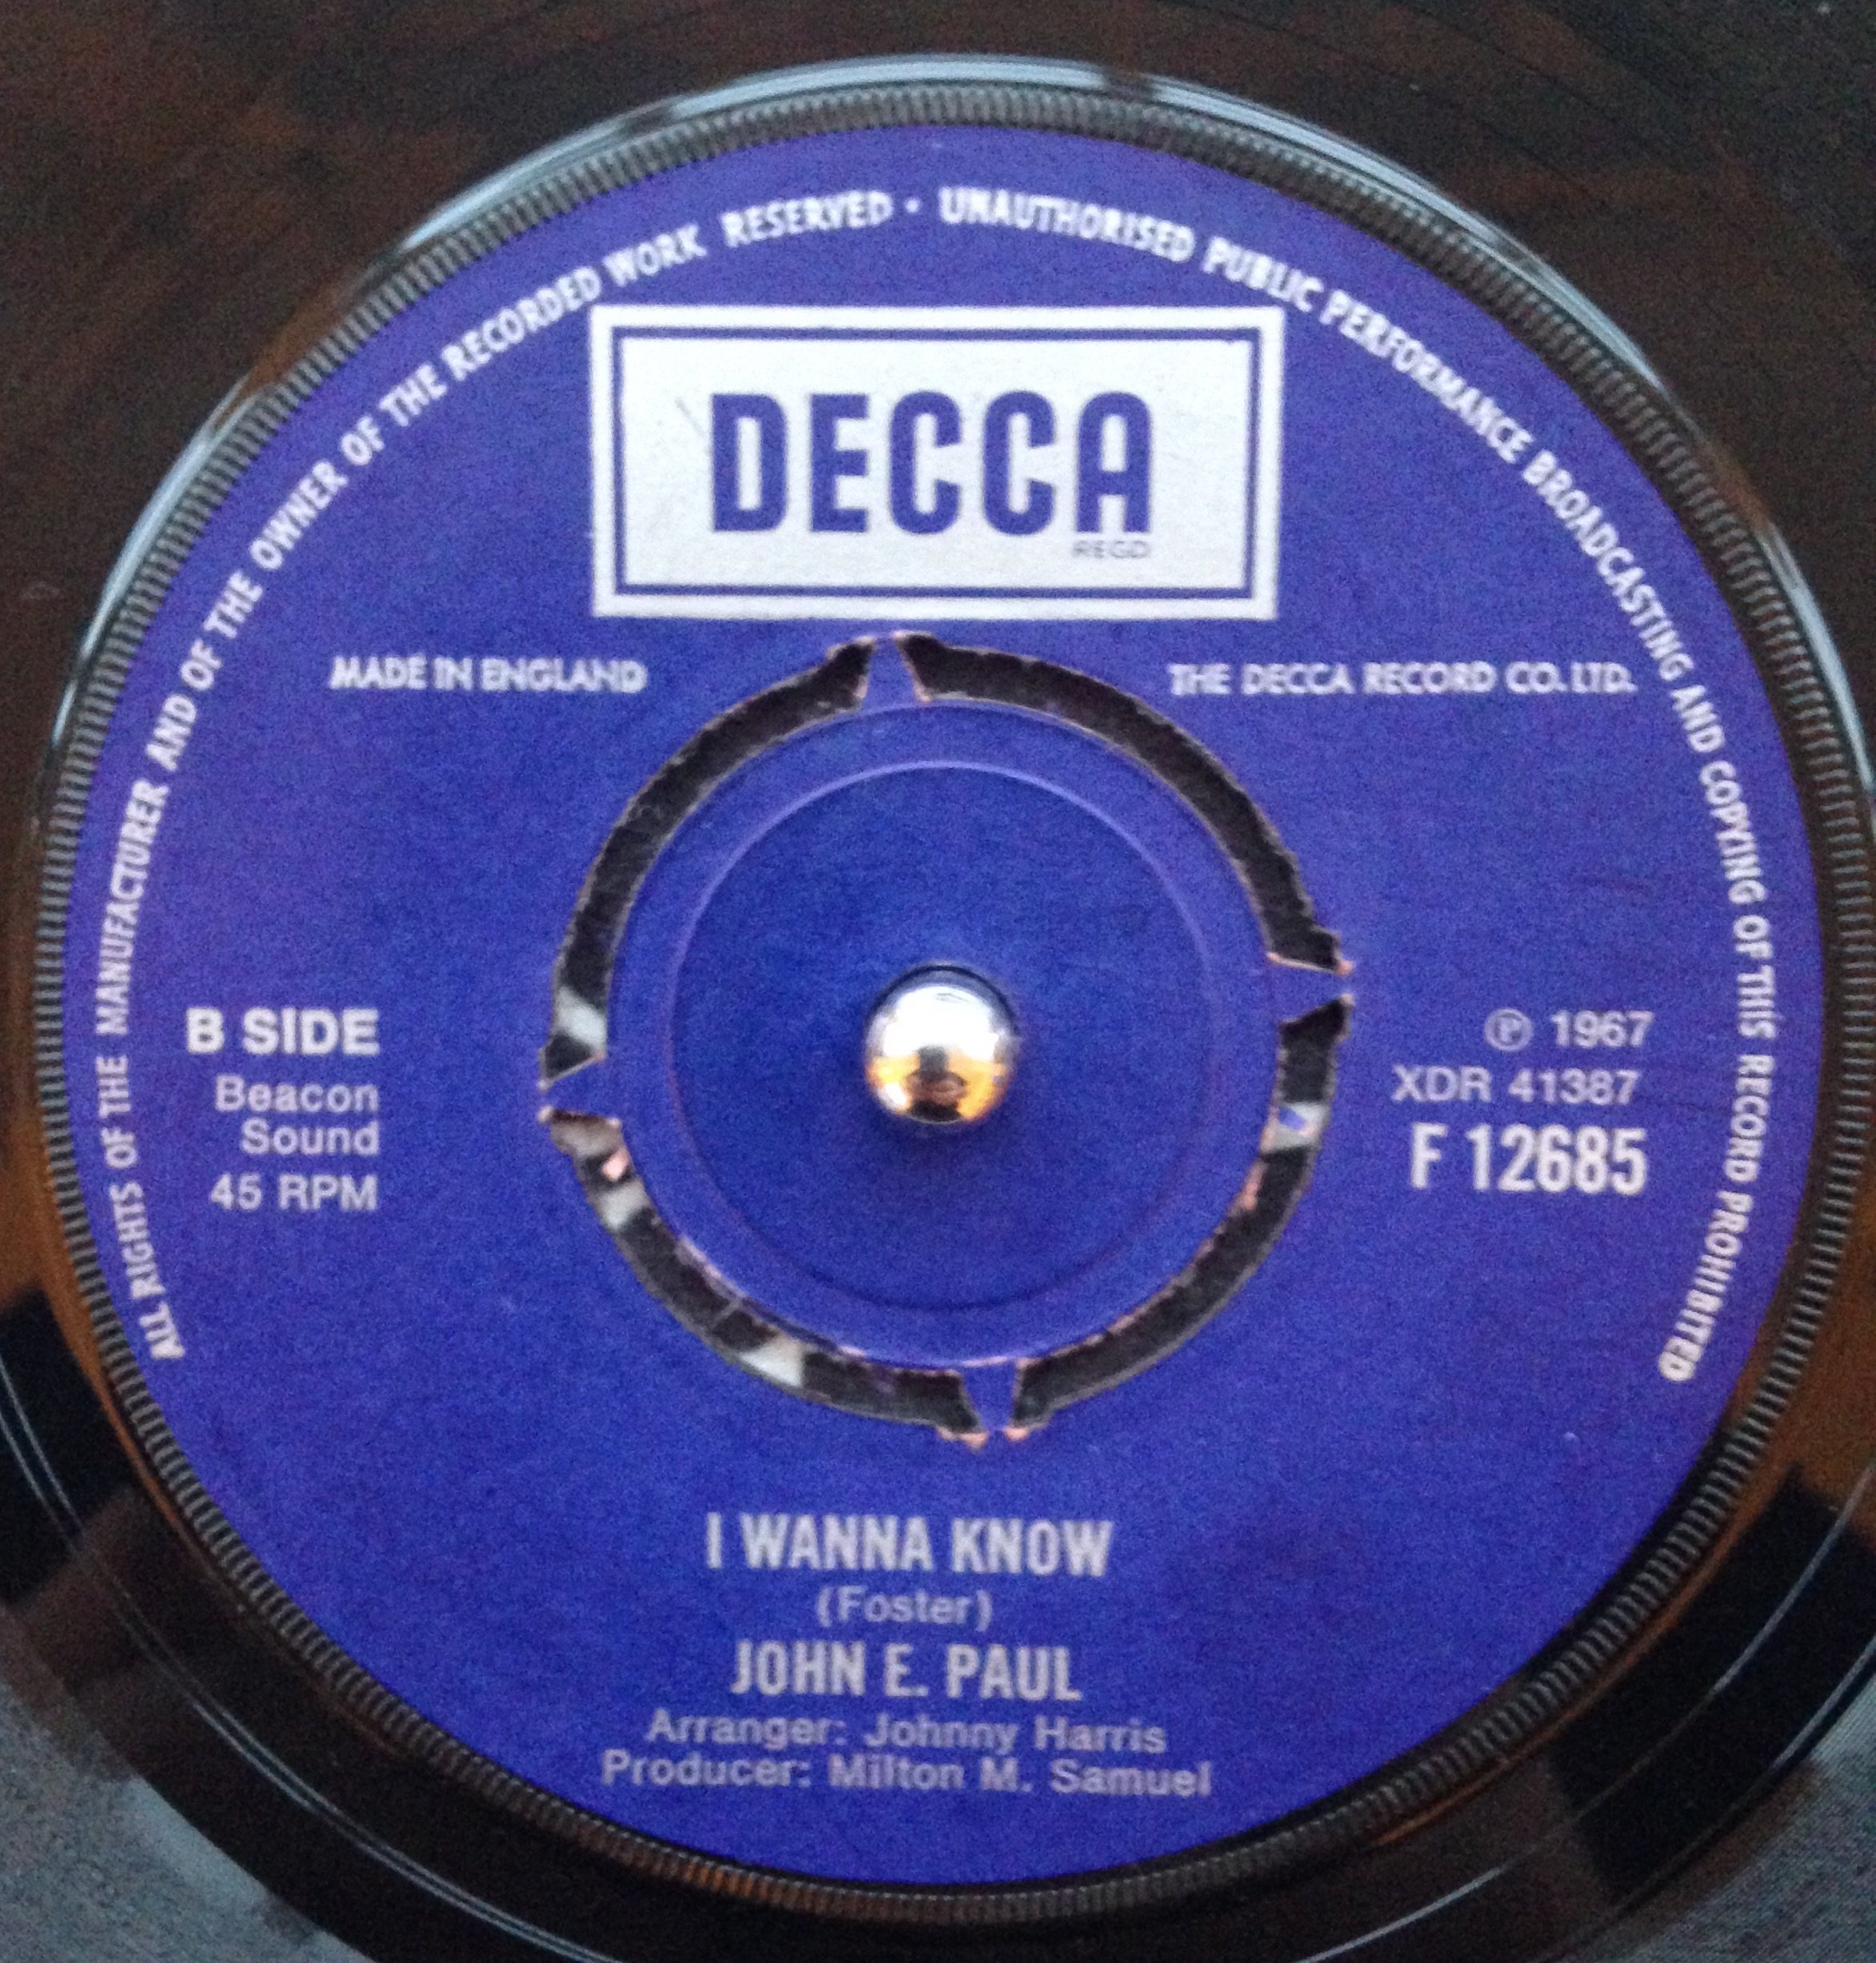 ALL RIGHTS OF THE MANUFACTURER AND OF THE OWNER OF THE RECORDED WORK RESERVED · UNAUTHORISED PUBLIC PERFORMANCE BROADCASTING AND COPYING OF THIS RECORD PROHIBITED
DECCA
REGD
MADE IN ENGLAND
THE DECCA RECORD CO. LTD.
B SIDE
Beacon
Sound
45 RPM
℗ 1967
XDR 41387
F 12685
I WANNA KNOW
(Foster)
JOHN E. PAUL
Arranger: Johnny Harris
Producer: Milton M. Samuel